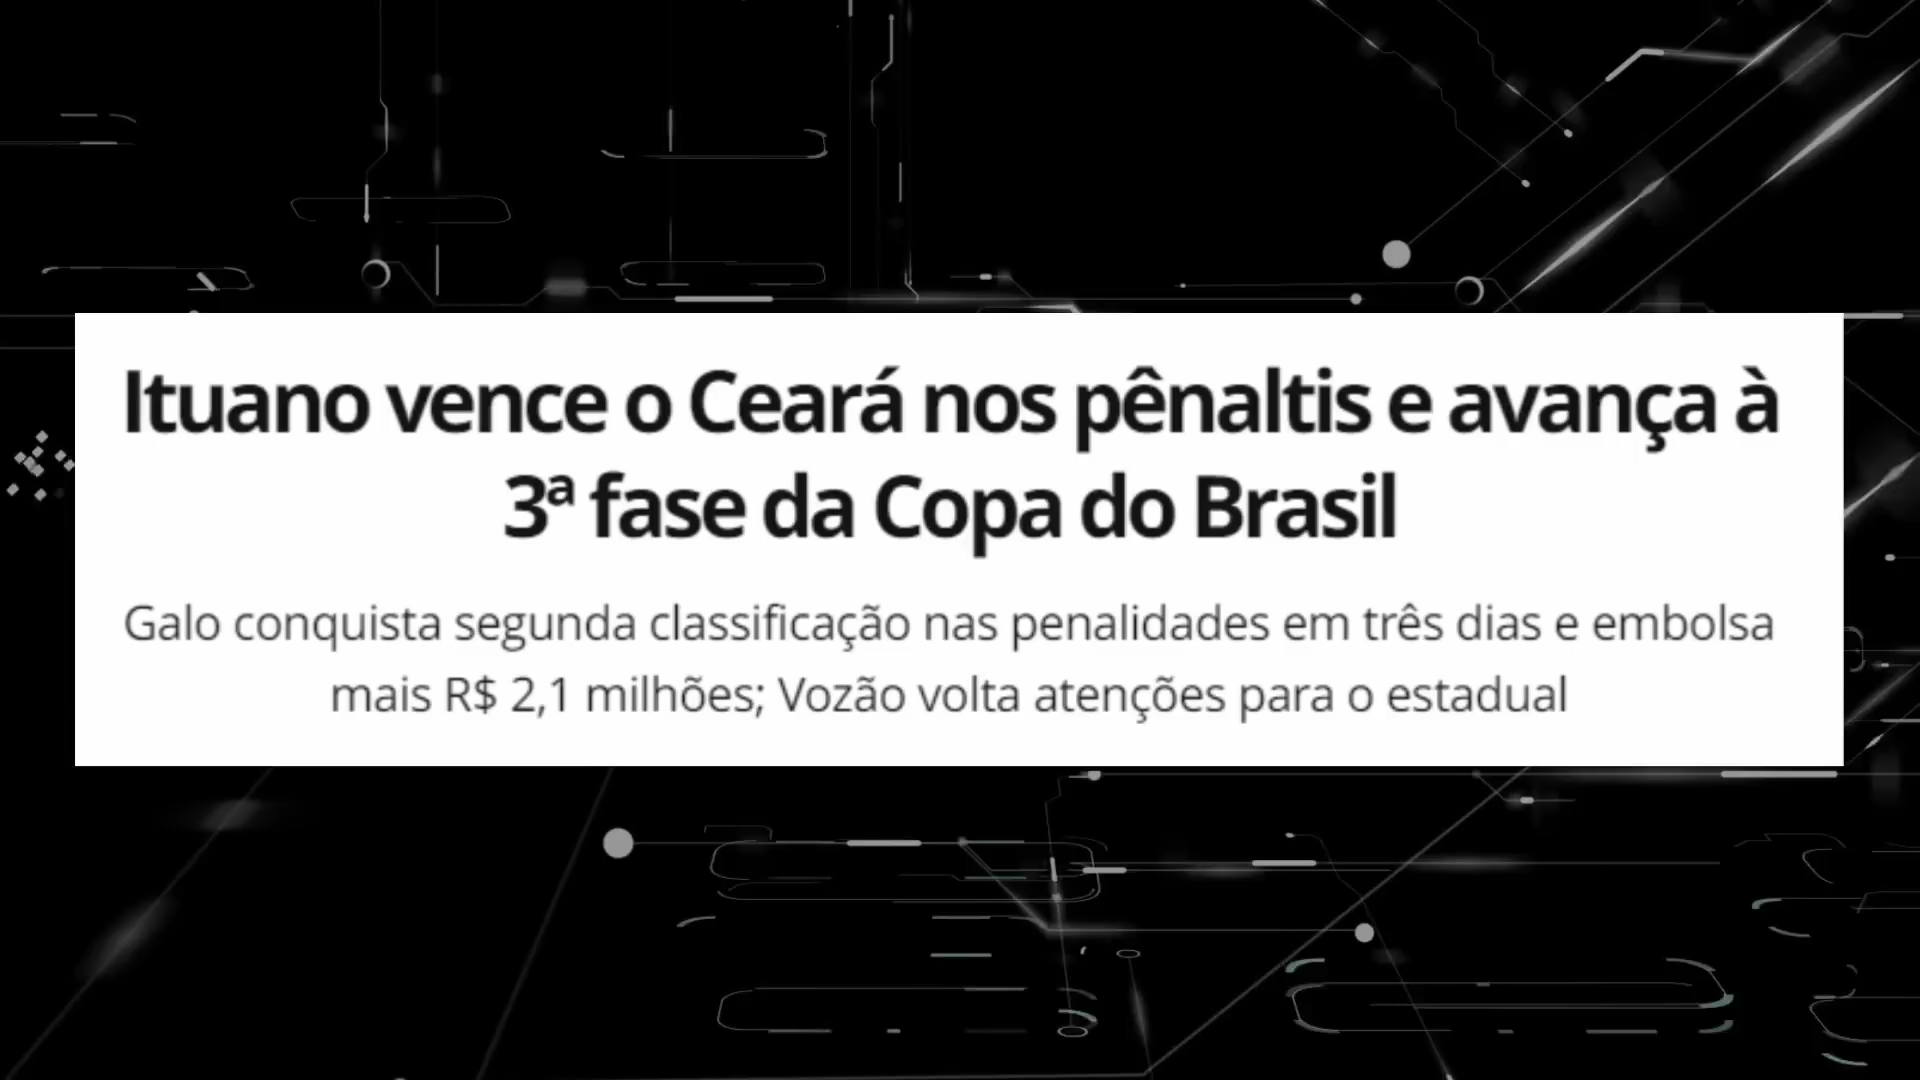 Ituano vence o Ceará nos pênaltis e avança à
3ª fase da Copa do Brasil
Galo conquista segunda classificação nas penalidades em três dias e embolsa
mais R$ 2,1 milhões; Vozão volta atenções para o estadual